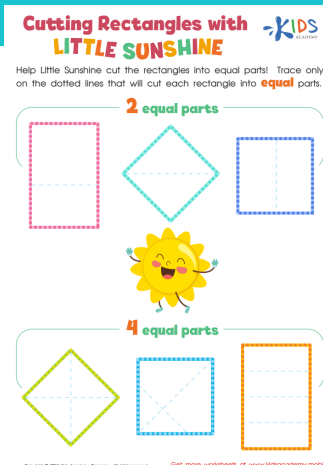 Cutting Rectangles with
KIDS
ACADEMY
LITTLE SUNSHINE
Help Little Sunshine cut the rectangles into equal parts! Trace only
on the dotted lines that will cut each rectangle into equal parts.
2 equal parts
4 equal parts
Get more worksheets at www.kidsacademy.mobi